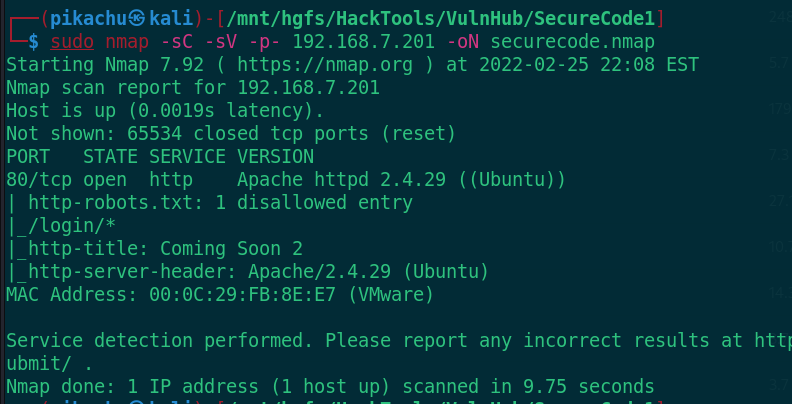 ┌──(pikachu㉿kali)-[/mnt/hgfs/HackTools/VulnHub/SecureCode1]
└─$ sudo nmap -sC -sV -p- 192.168.7.201 -oN securecode.nmap
Starting Nmap 7.92 ( https://nmap.org ) at 2022-02-25 22:08 EST
Nmap scan report for 192.168.7.201
Host is up (0.0019s latency).
Not shown: 65534 closed tcp ports (reset)
PORT   STATE SERVICE VERSION
80/tcp open  http    Apache httpd 2.4.29 ((Ubuntu))
| http-robots.txt: 1 disallowed entry
|_/login/*
|_http-title: Coming Soon 2
|_http-server-header: Apache/2.4.29 (Ubuntu)
MAC Address: 00:0C:29:FB:8E:E7 (VMware)
Service detection performed. Please report any incorrect results at http
ubmit/ .
Nmap done: 1 IP address (1 host up) scanned in 9.75 seconds